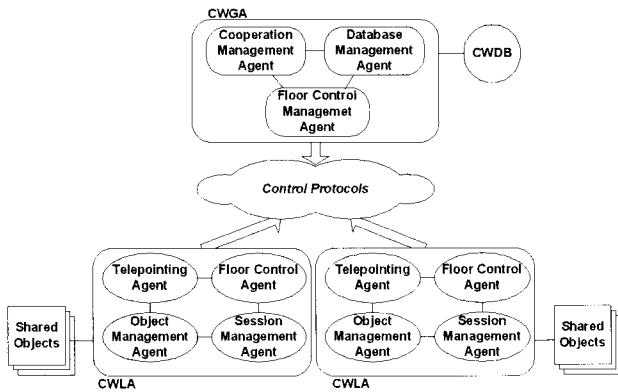 CWGA
Cooperation
Management
Agent
Database
Management
Agent
CWDB
Floor Control
Managemet
Agent
Control Protocols
Telepointing
Agent
Floor Control
Agent
Object
Management
Agent
Session
Management
Agent
Shared
Objects
CWLA
Telepointing
Agent
Floor Control
Agent
Object
Management
Agent
Session
Management
Agent
Shared
Objects
CWLA